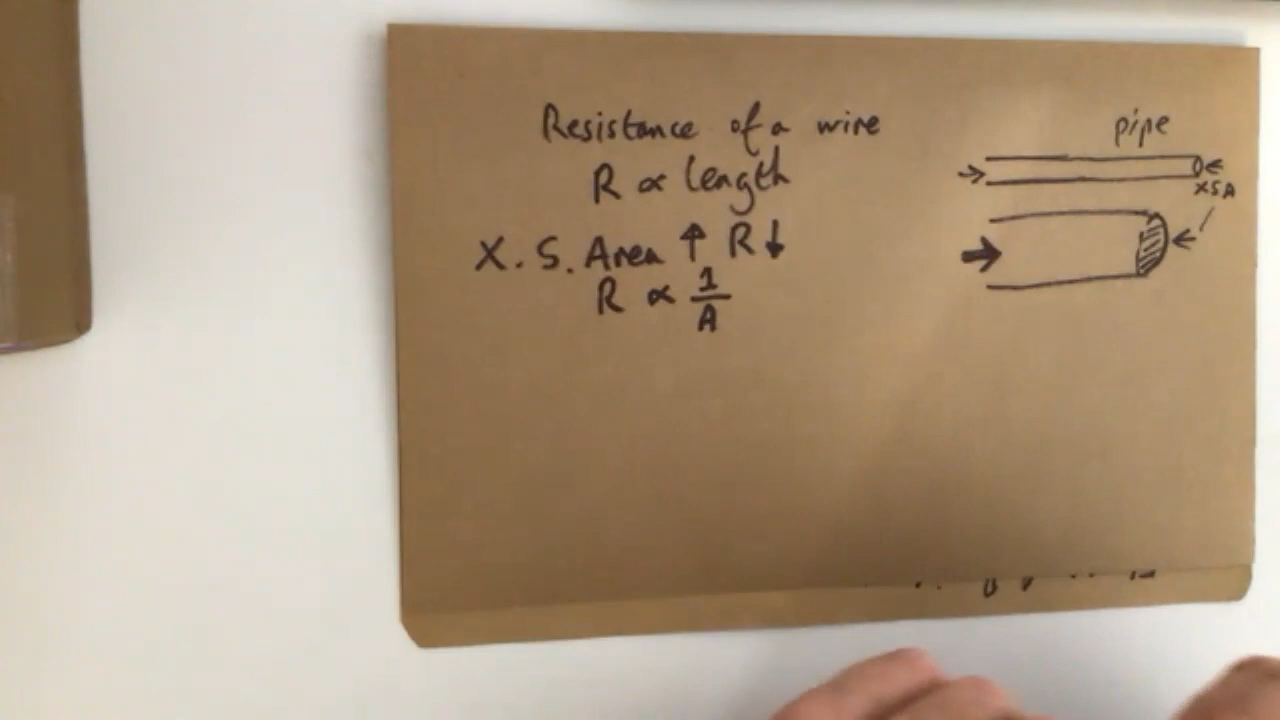 Resistance of a wire
R ∝ length
X.S. Area ↑ R↓
R ∝ 1/A
pipe
XSA